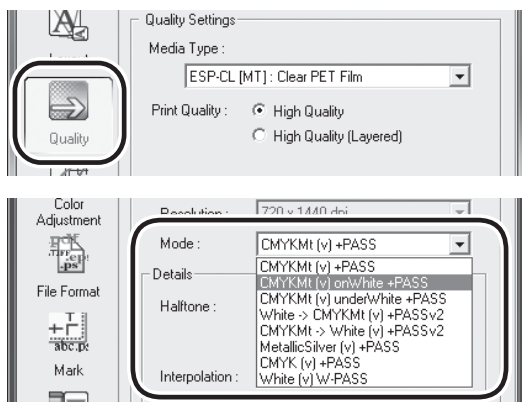 Quality Settings
Media Type :
ESP-CL [MT] : Clear PET Film
Print Quality :
High Quality
High Quality (Layered)
Quality
Color
Adjustment
File Format
Mark
Resolution :
720 x 1440 dpi
Mode :
CMYKMt (v) +PASS
CMYKMt (v) +PASS
CMYKMt (v) onWhite +PASS
CMYKMt (v) underWhite +PASS
White -> CMYKMt (v) +PASSv2
CMYKMt -> White (v) +PASSv2
MetallicSilver (v) +PASS
CMYK (v) +PASS
White (v) W-PASS
Details
Halftone :
Interpolation :